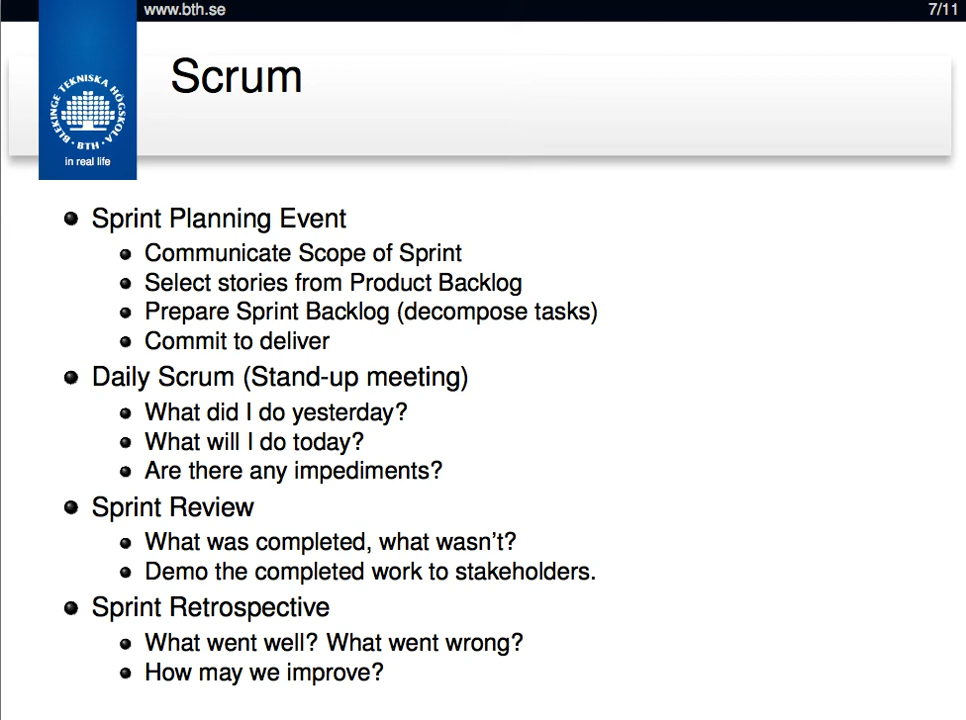 www.bth.se
7/11
Scrum
BLEKINGE TEKNISKA HÖGSKOLA
· BTH ·
in real life
Sprint Planning Event
Communicate Scope of Sprint
Select stories from Product Backlog
Prepare Sprint Backlog (decompose tasks)
Commit to deliver
Daily Scrum (Stand-up meeting)
What did I do yesterday?
What will I do today?
Are there any impediments?
Sprint Review
What was completed, what wasn’t?
Demo the completed work to stakeholders.
Sprint Retrospective
What went well? What went wrong?
How may we improve?